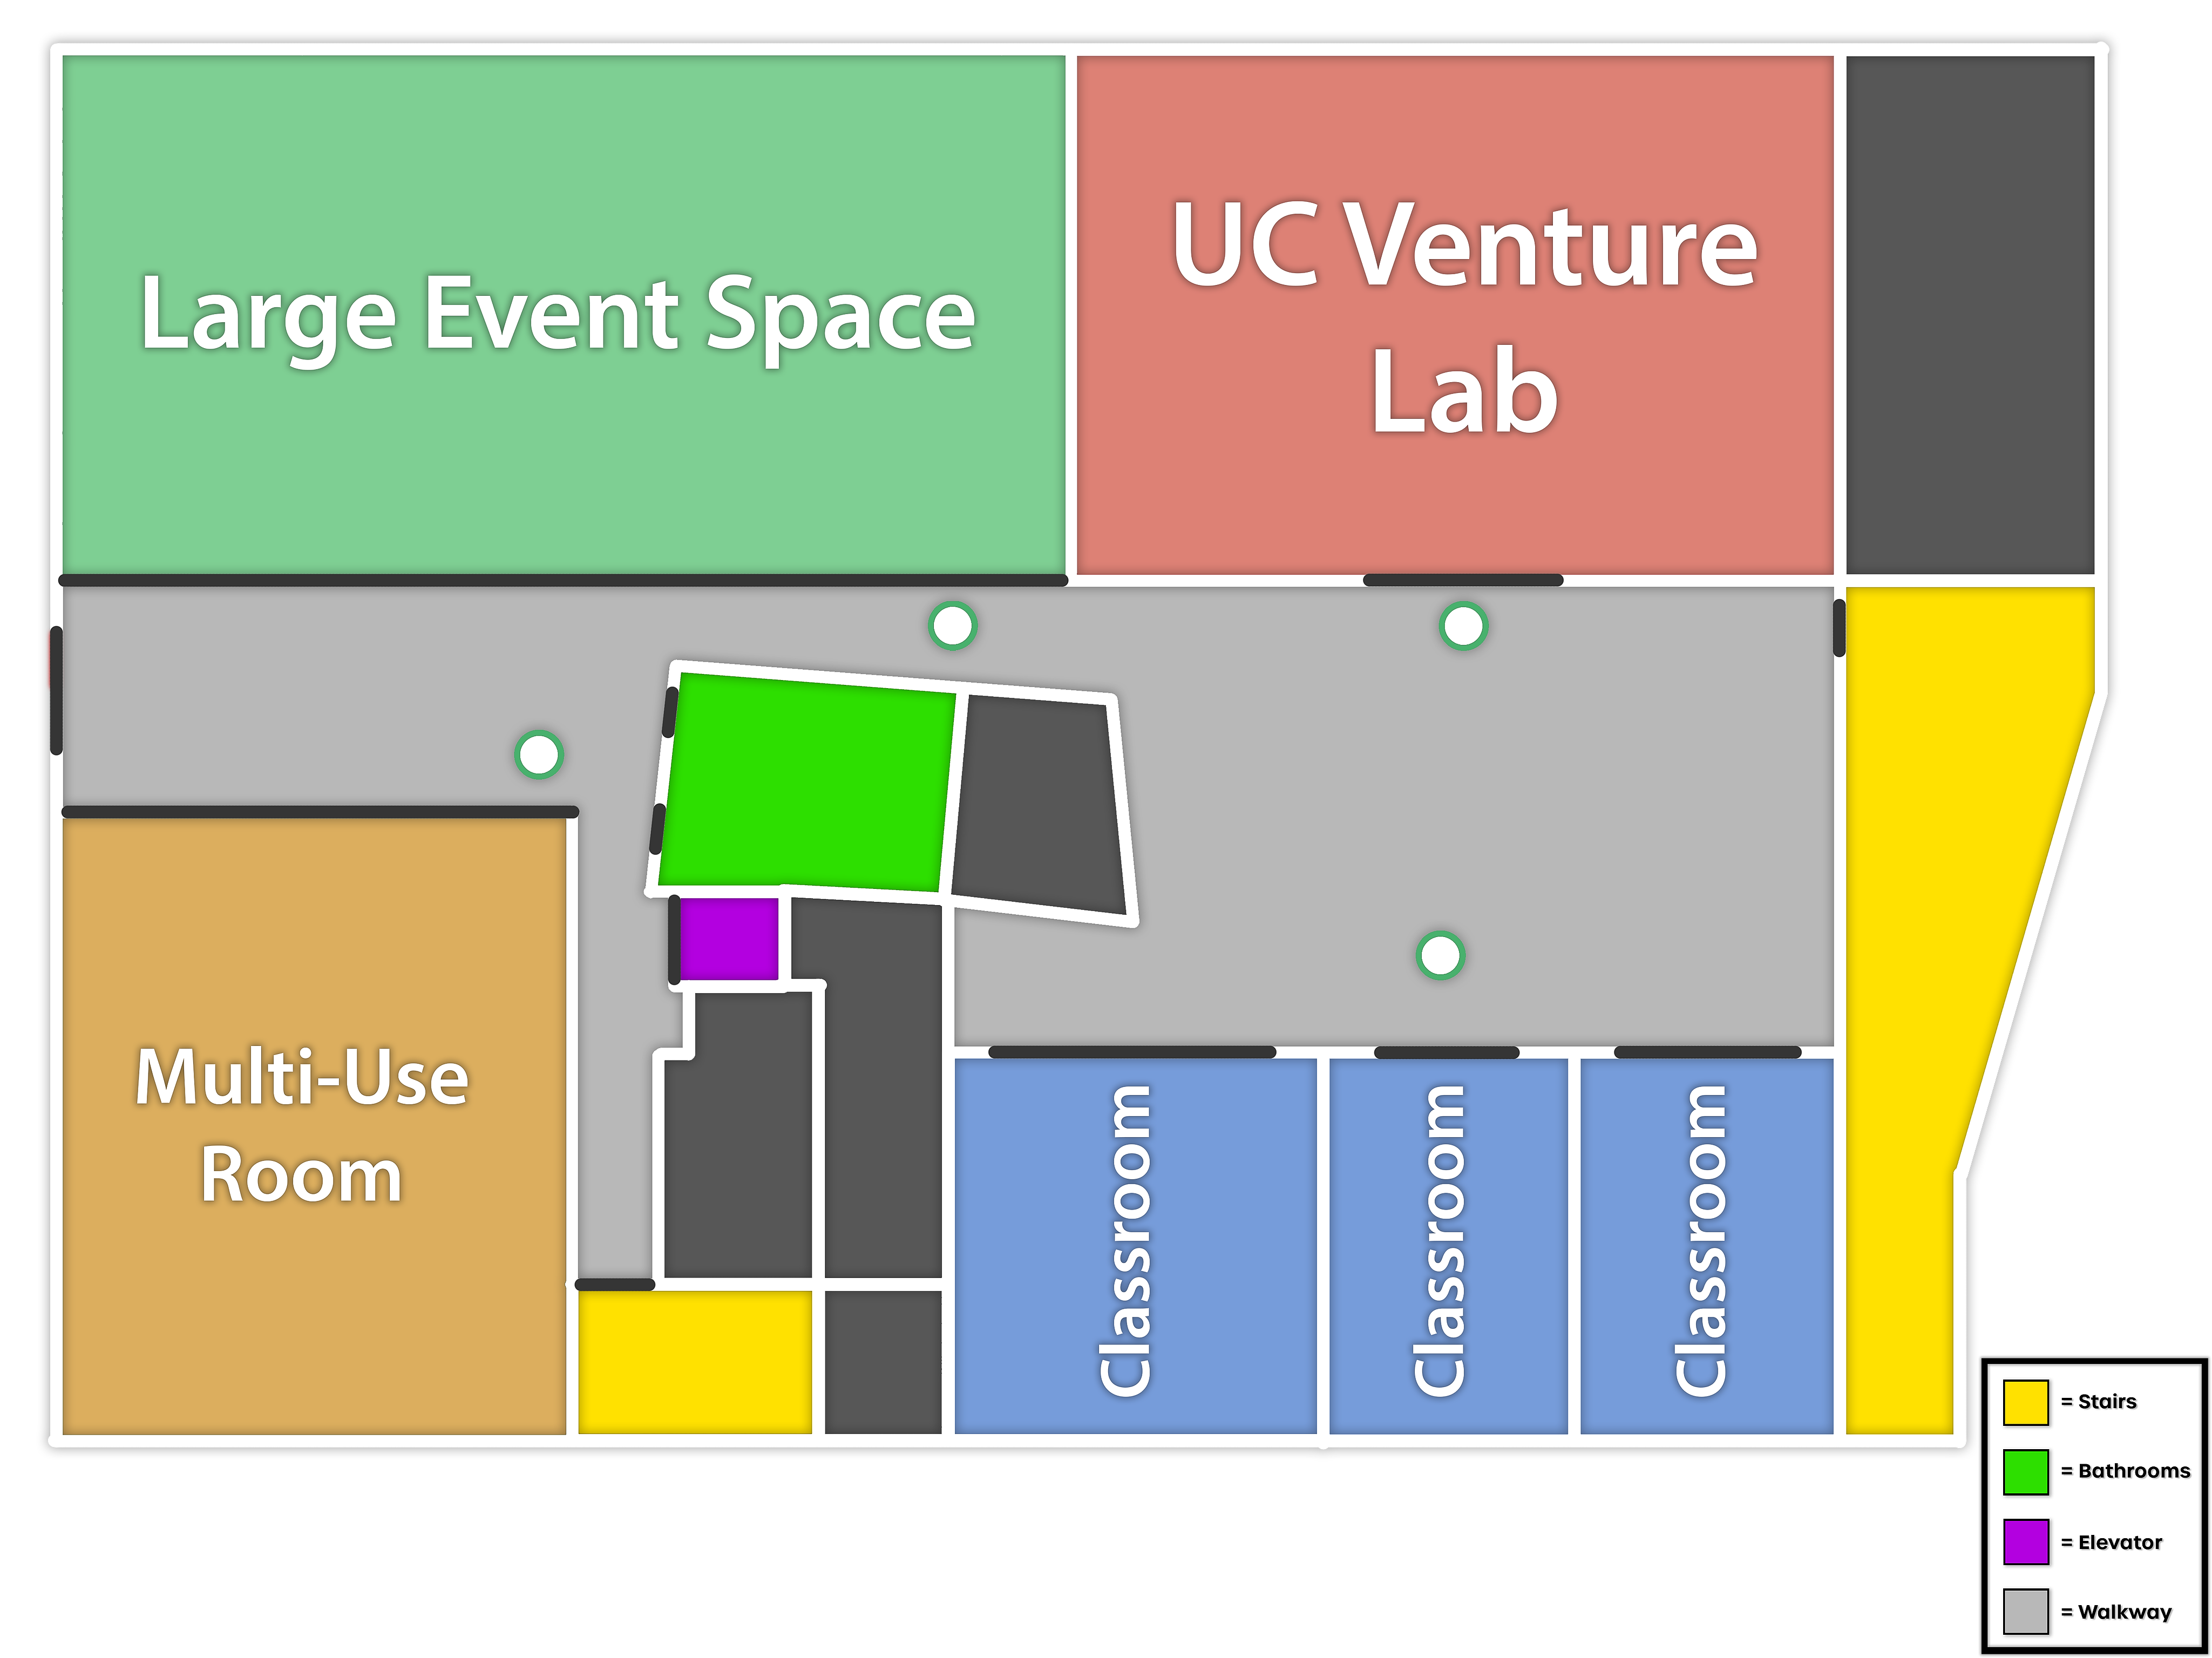 Large Event Space
UC Venture
Lab
Multi-Use
Room
Classroom
Classroom
Classroom
= Stairs
= Bathrooms
= Elevator
= Walkway